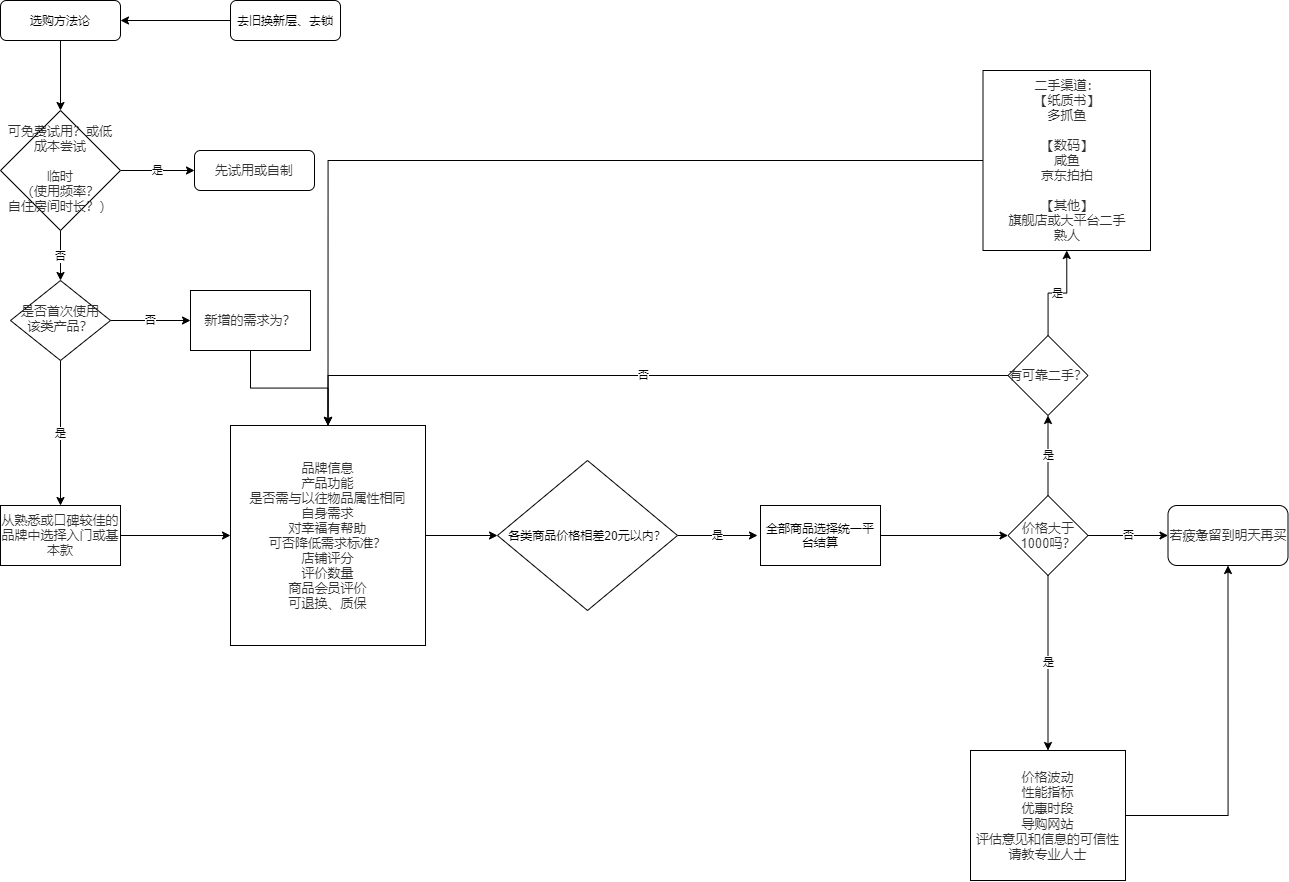 选购方法论
去旧换新层、去锁
可免费试用？或低
成本尝试
临时
（使用频率？
自住房间时长？）
是
先试用或自制
否
是否首次使用
该类产品？
否
新增的需求为？
是
从熟悉或口碑较佳的
品牌中选择入门或基
本款
品牌信息
产品功能
是否需与以往物品属性相同
自身需求
对幸福有帮助
可否降低需求标准？
店铺评分
评价数量
商品会员评价
可退换、质保
各类商品价格相差20元以内？
是
全部商品选择统一平
台结算
价格大于
1000吗？
否
若疲惫留到明天再买
是
有可靠二手？
否
是
二手渠道：
【纸质书】
多抓鱼
【数码】
咸鱼
京东拍拍
【其他】
旗舰店或大平台二手
熟人
是
价格波动
性能指标
优惠时段
导购网站
评估意见和信息的可信性
请教专业人士